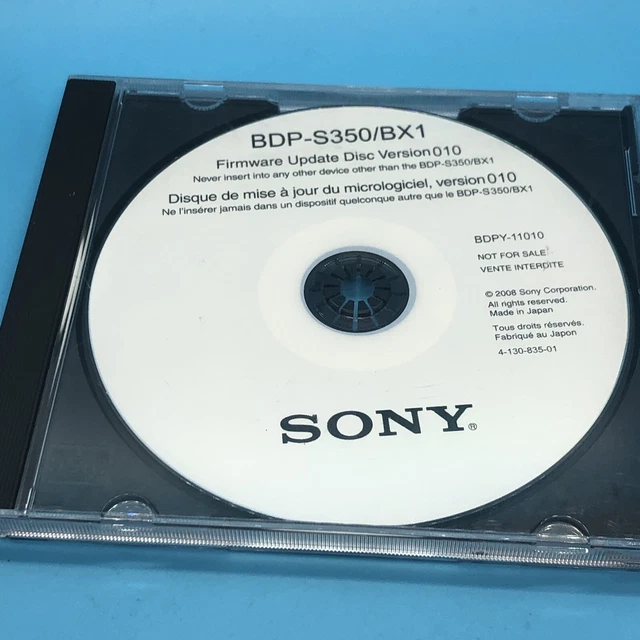 BDP-S350/BX1
Firmware Update Disc Version 010
Never insert into any other device other than the BDP-S350/BX1
Disque de mise à jour du micrologiciel, version 010
Ne l'insérer jamais dans un dispositif quelconque autre que le BDP-S350/BX1
BDPY-11010
NOT FOR SALE
VENTE INTERDITE
© 2008 Sony Corporation.
All rights reserved.
Made in Japan
Tous droits réservés.
Fabriqué au Japon
4-130-835-01
SONY®